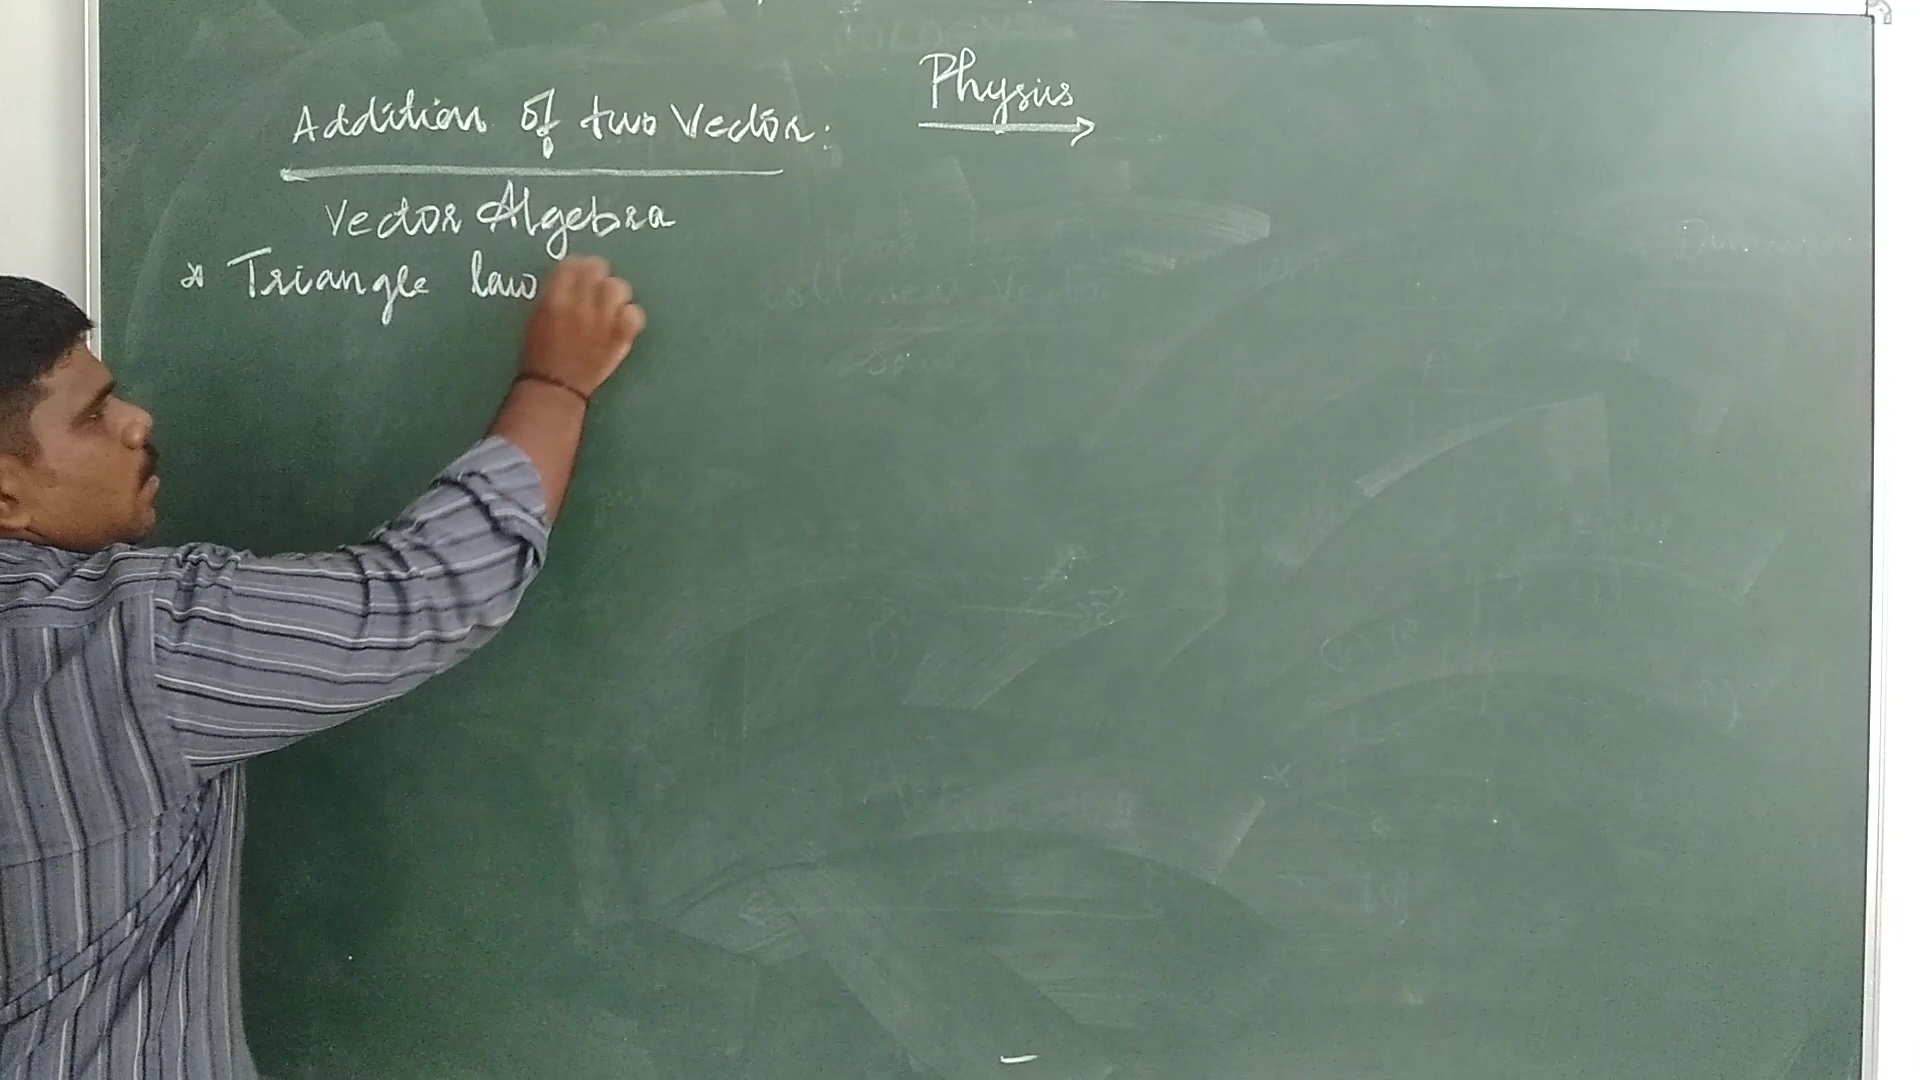 Physics
Addition of two Vector:
Vector Algebra
* Triangle law